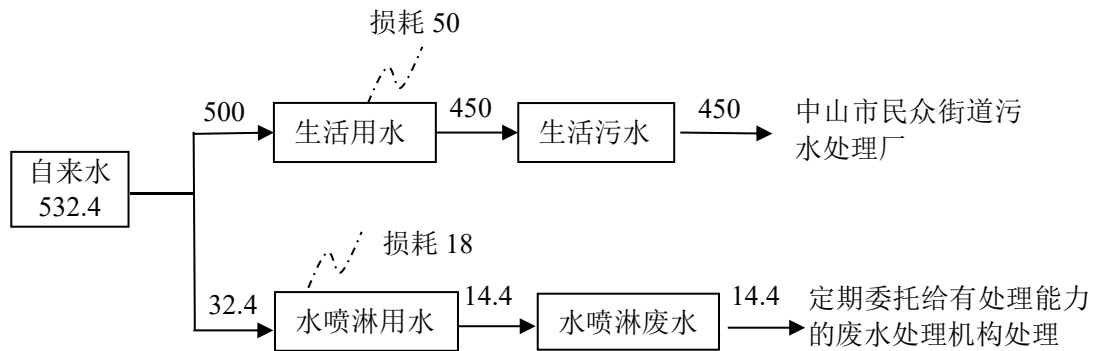 损耗 50
500
生活用水
450
生活污水
450
中山市民众街道污
水处理厂
自来水
532.4
损耗 18
32.4
水喷淋用水
14.4
水喷淋废水
14.4
定期委托给有处理能力
的废水处理机构处理